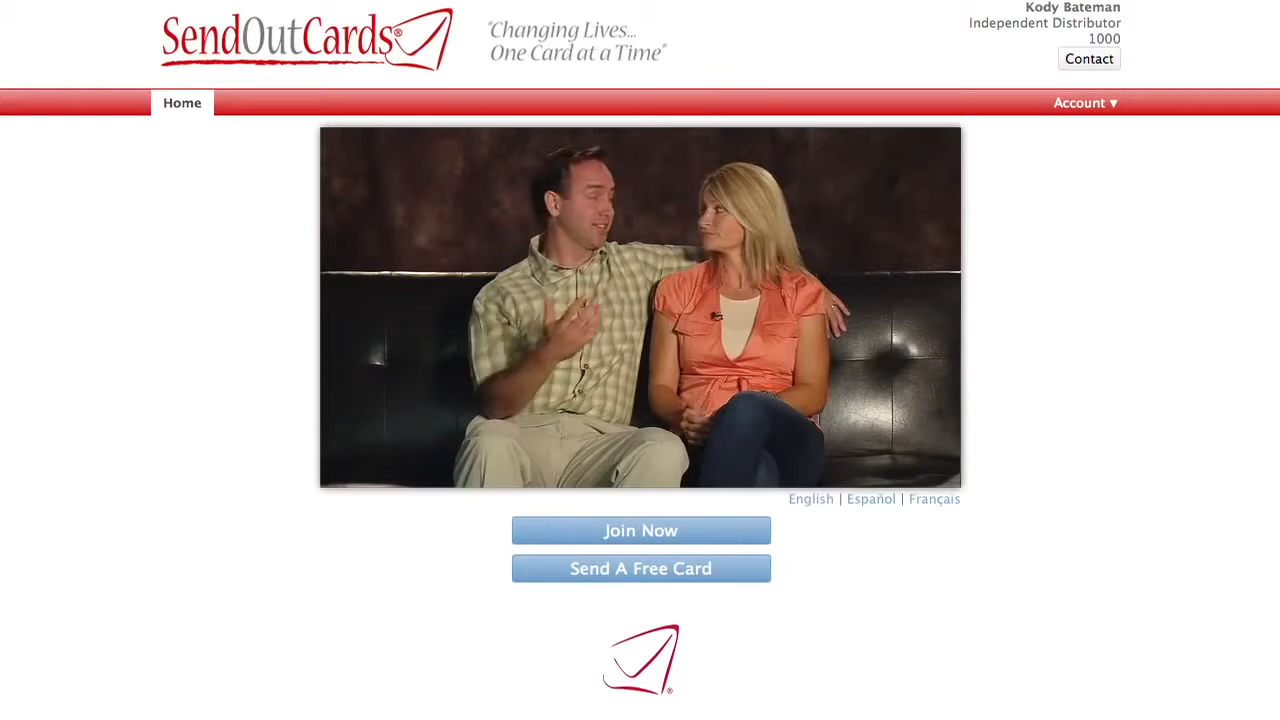 SendOutCards®
"Changing Lives...
One Card at a Time"
Kody Bateman
Independent Distributor
1000
Contact
Home
Account ▼
English | Español | Français
Join Now
Send A Free Card
®